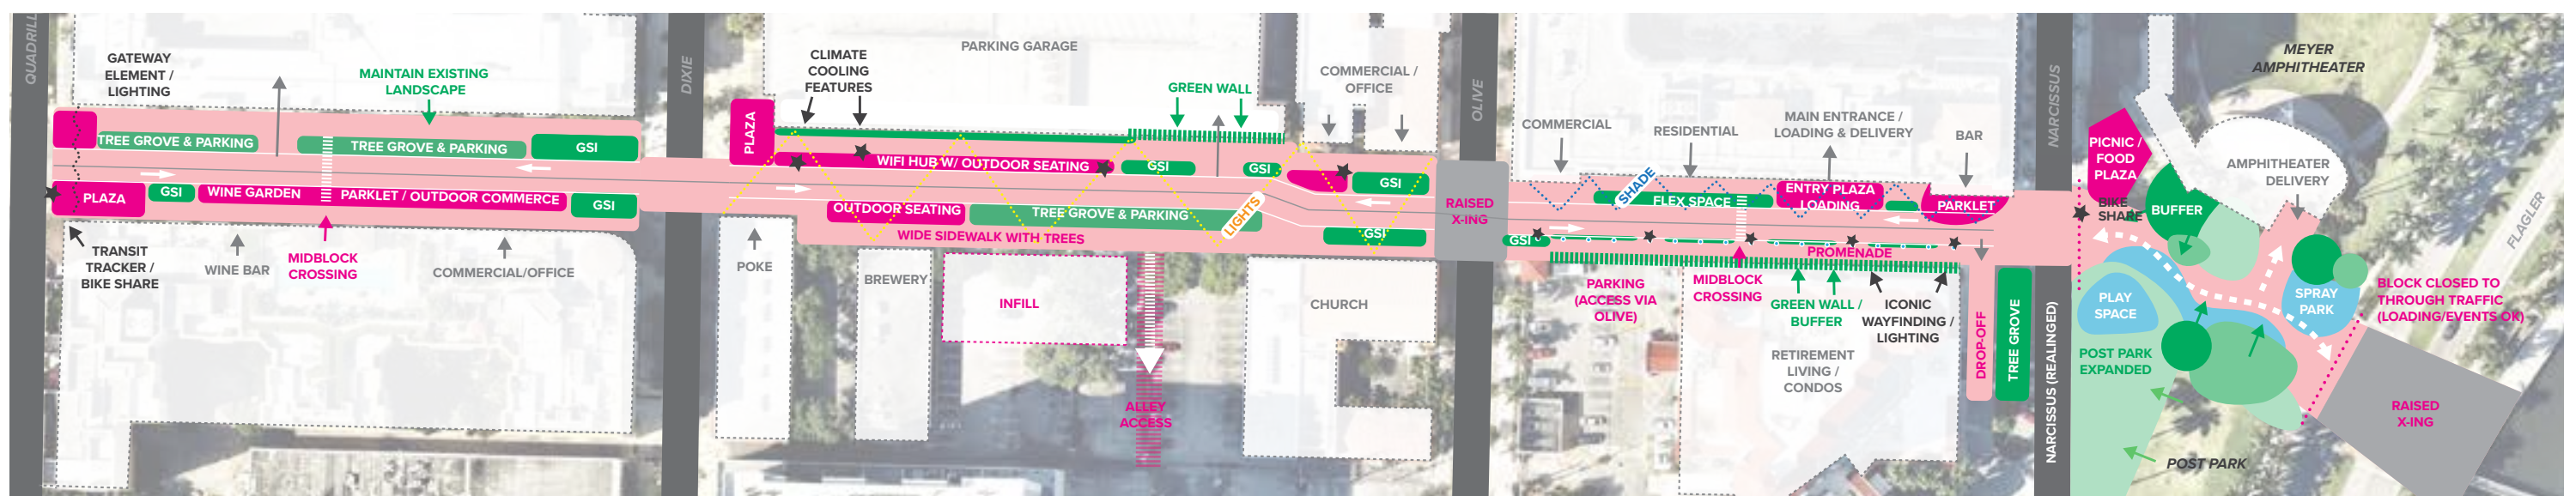 QUADRILL
GATEWAY
ELEMENT /
LIGHTING
MAINTAIN EXISTING
LANDSCAPE
TREE GROVE & PARKING
TREE GROVE & PARKING
GSI
PLAZA
GSI
WINE GARDEN
PARKLET / OUTDOOR COMMERCE
GSI
TRANSIT
TRACKER /
BIKE SHARE
WINE BAR
MIDBLOCK
CROSSING
COMMERCIAL/OFFICE
DIXIE
CLIMATE
COOLING
FEATURES
PARKING GARAGE
GREEN WALL
COMMERCIAL /
OFFICE
PLAZA
WIFI HUB W/ OUTDOOR SEATING
GSI
GSI
GSI
OUTDOOR SEATING
TREE GROVE & PARKING
LIGHTS
GSI
WIDE SIDEWALK WITH TREES
POKE
BREWERY
INFILL
CHURCH
ALLEY
ACCESS
OLIVE
RAISED
X-ING
COMMERCIAL
RESIDENTIAL
MAIN ENTRANCE /
LOADING & DELIVERY
BAR
SHADE
FLEX SPACE
ENTRY PLAZA
LOADING
PARKLET
GSI
PROMENADE
PARKING
(ACCESS VIA
OLIVE)
MIDBLOCK
CROSSING
GREEN WALL /
BUFFER
ICONIC
WAYFINDING /
LIGHTING
RETIREMENT
LIVING /
CONDOS
DROP-OFF
TREE GROVE
NARCISSUS
NARCISSUS (REALINGED)
MEYER
AMPHITHEATER
PICNIC /
FOOD
PLAZA
AMPHITHEATER
DELIVERY
BIKE
SHARE
BUFFER
FLAGLER
PLAY
SPACE
SPRAY
PARK
BLOCK CLOSED TO
THROUGH TRAFFIC
(LOADING/EVENTS OK)
POST PARK
EXPANDED
RAISED
X-ING
POST PARK